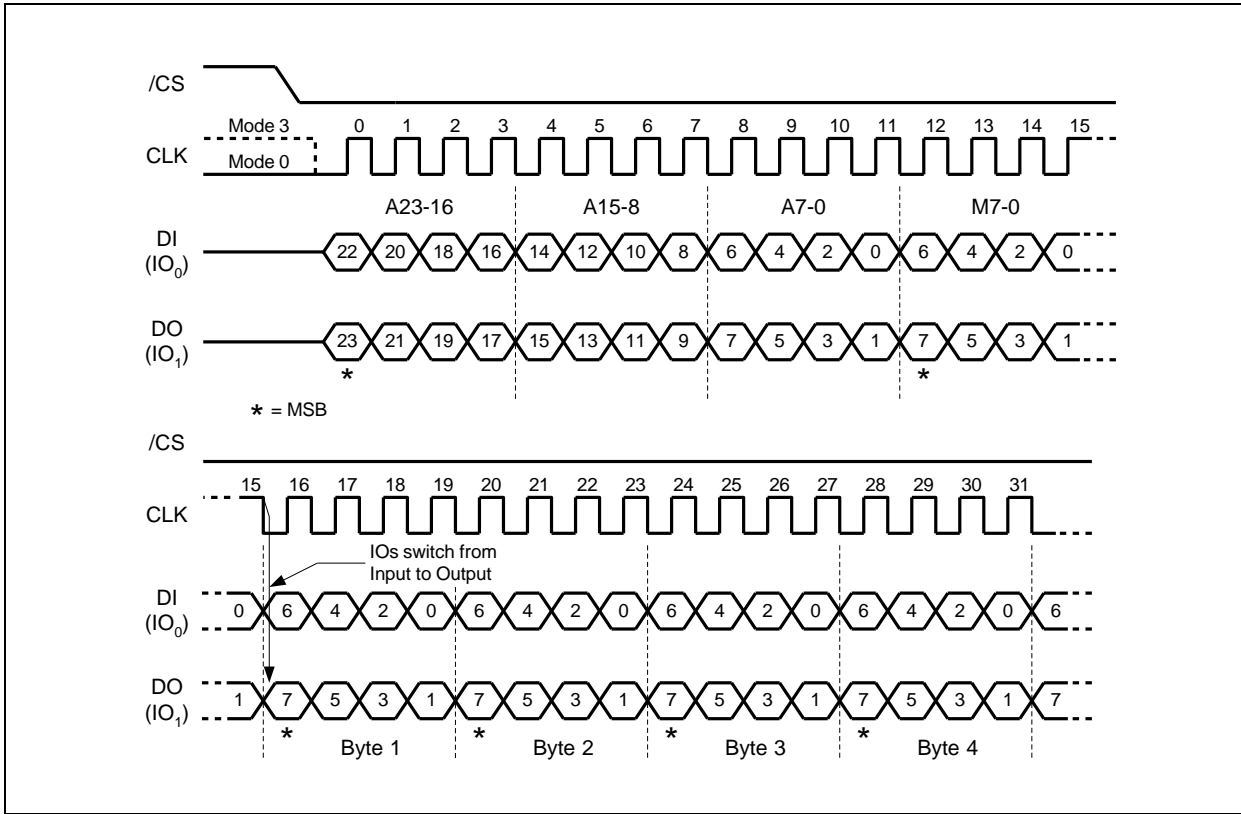 /CS
Mode 3 0 1 2 3 4 5 6 7 8 9 10 11 12 13 14 15
CLK
Mode 0
A23-16 A15-8 A7-0 M7-0
DI
(IO0) 22 20 18 16 14 12 10 8 6 4 2 0 6 4 2 0
DO
(IO1) 23 21 19 17 15 13 11 9 7 5 3 1 7 5 3 1
* *
* = MSB
/CS
15 16 17 18 19 20 21 22 23 24 25 26 27 28 29 30 31
CLK
IOs switch from
Input to Output
DI
(IO0) 0 6 4 2 0 6 4 2 0 6 4 2 0 6 4 2 0 6
DO
(IO1) 1 7 5 3 1 7 5 3 1 7 5 3 1 7 5 3 1 7
* * * *
Byte 1 Byte 2 Byte 3 Byte 4